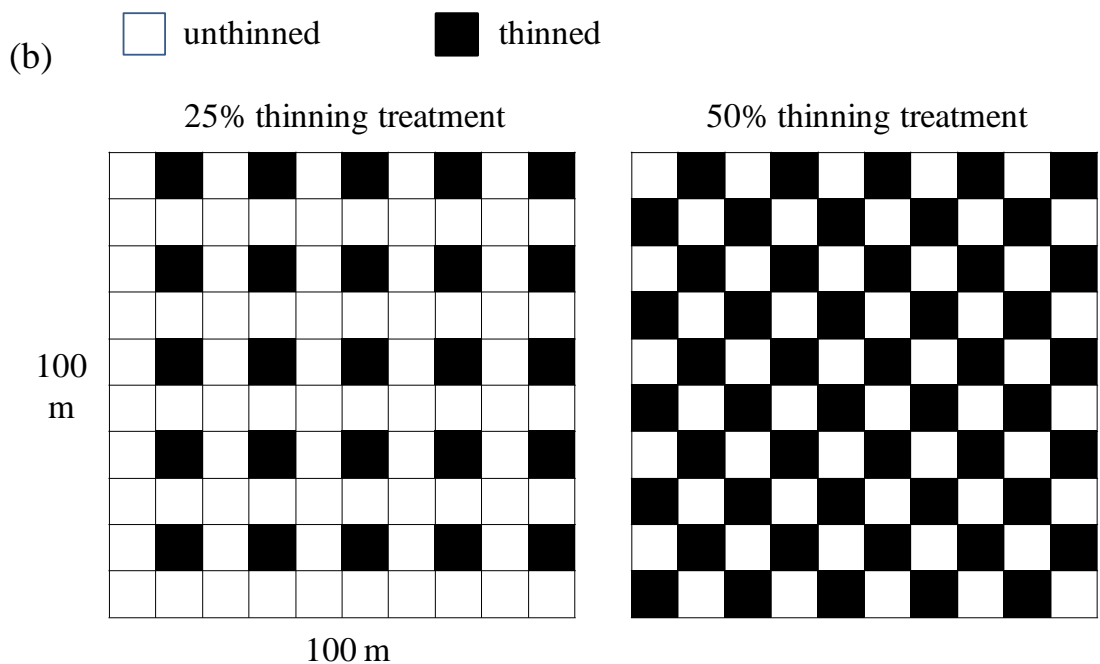 (b)
unthinned
thinned
25% thinning treatment
50% thinning treatment
100
m
100 m